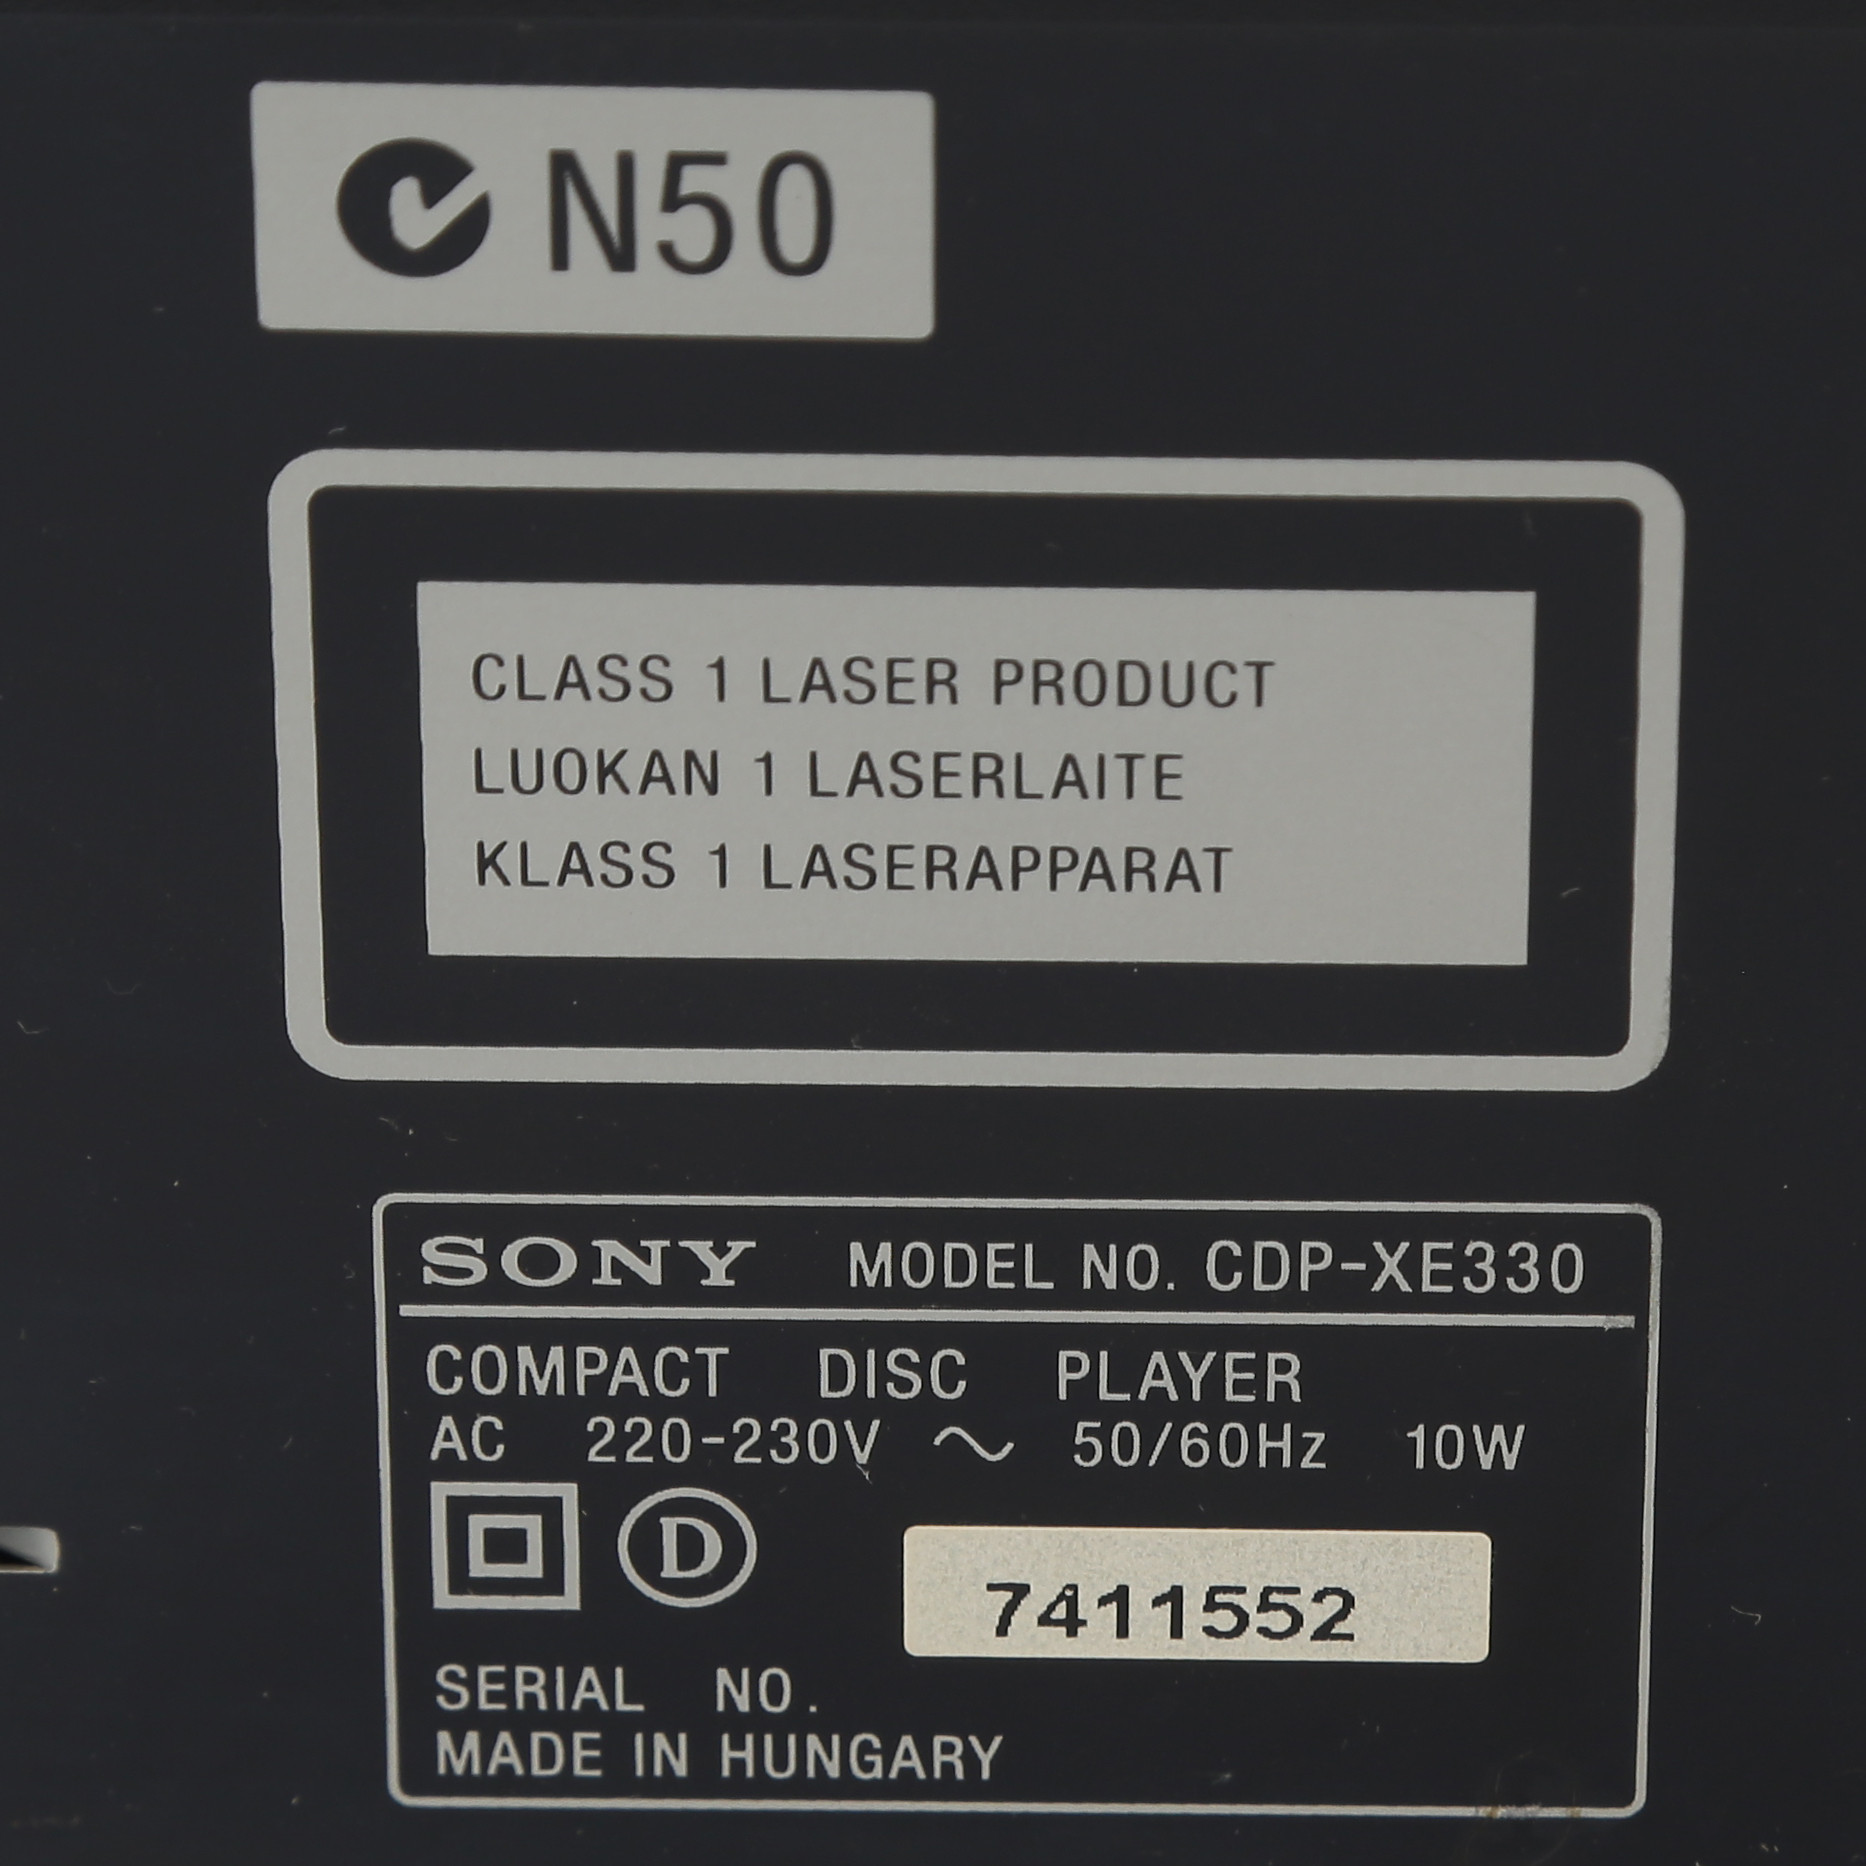 N50
CLASS 1 LASER PRODUCT
LUOKAN 1 LASERLAITE
KLASS 1 LASERAPPARAT
SONY MODEL NO. CDP-XE330
COMPACT DISC PLAYER
AC 220-230V ~ 50/60Hz 10W
D
7411552
SERIAL NO.
MADE IN HUNGARY